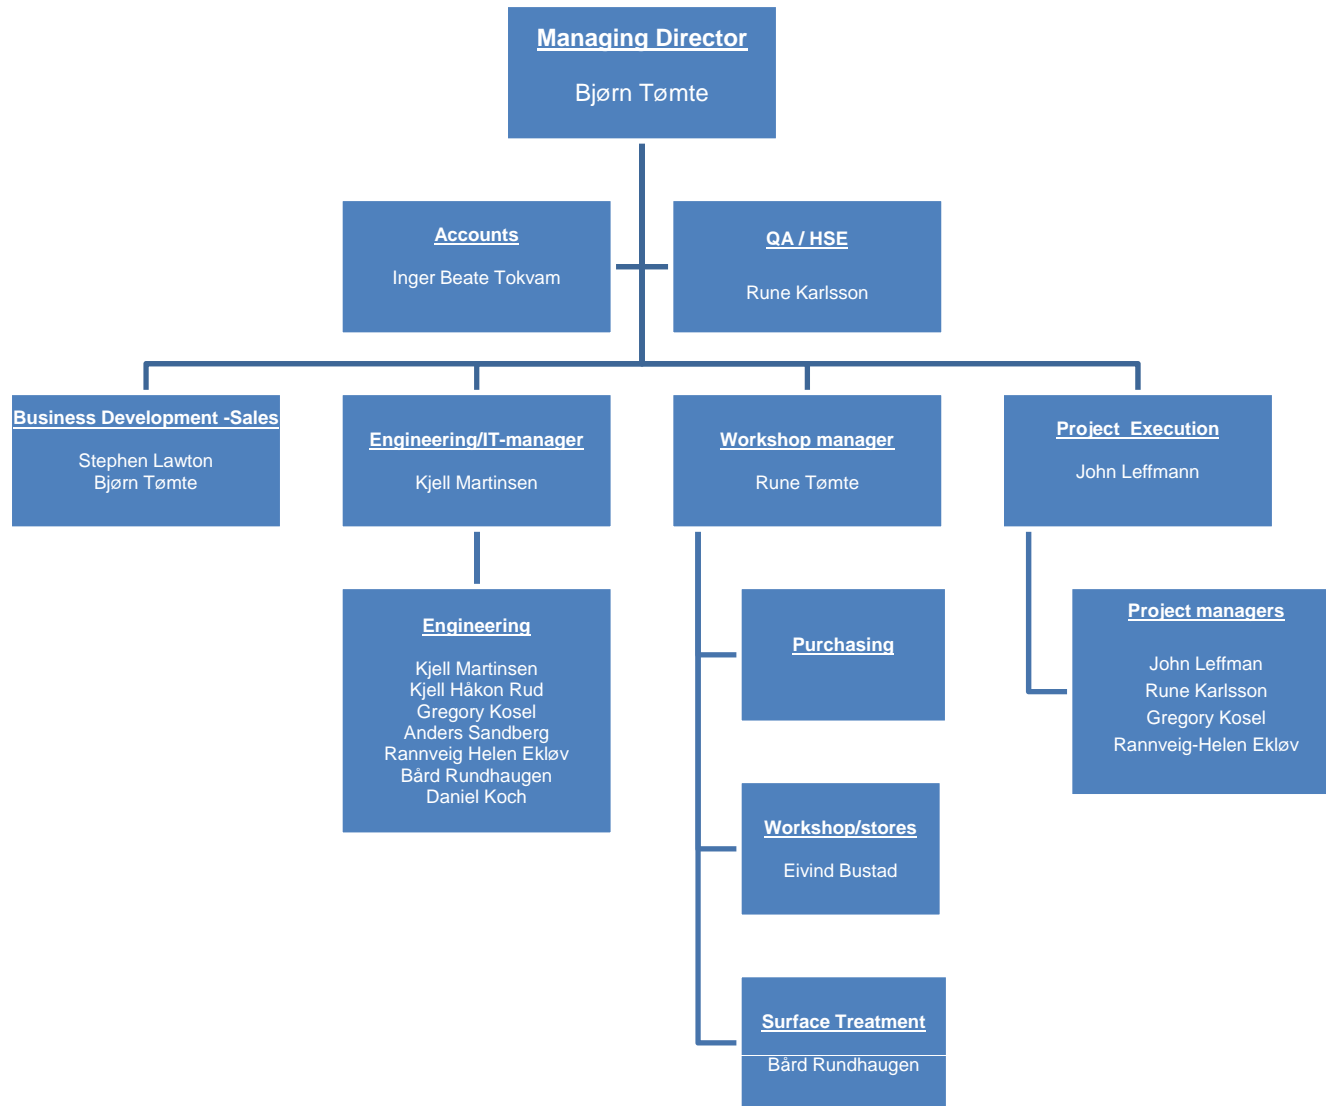 Managing Director
Bjørn Tømte
Accounts
Inger Beate Tokvam
QA / HSE
Rune Karlsson
Business Development -Sales
Stephen Lawton
Bjørn Tømte
Engineering/IT-manager
Kjell Martinsen
Workshop manager
Rune Tømte
Project  Execution
John Leffmann
Engineering
Kjell Martinsen
Kjell Håkon Rud
Gregory Kosel
Anders Sandberg
Rannveig Helen Ekløv
Bård Rundhaugen
Daniel Koch
Purchasing
Workshop/stores
Eivind Bustad
Surface Treatment
Bård Rundhaugen
Project managers
John Leffman
Rune Karlsson
Gregory Kosel
Rannveig-Helen Ekløv